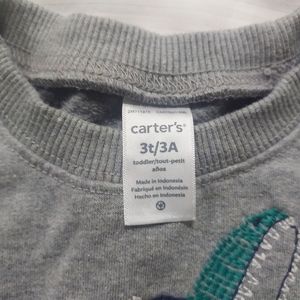 carter's®
3t/3A
toddler/tout-petit
años
Made in Indonesia
Fabriqué en Indonésie
Hecho en Indonesia